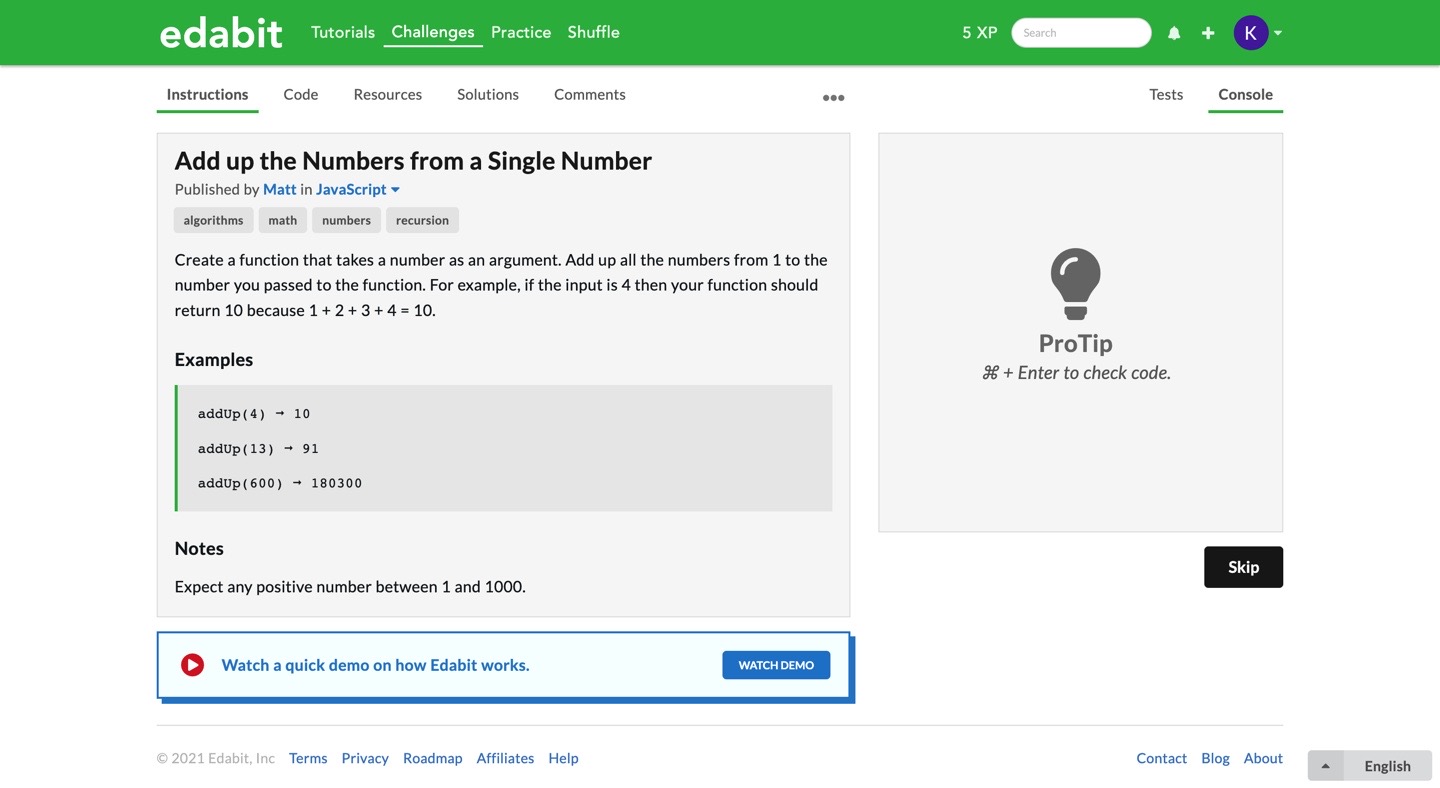 edabit Tutorials Challenges Practice Shuffle 5 XP Search K
Instructions Code Resources Solutions Comments Tests Console
Add up the Numbers from a Single Number
Published by Matt in JavaScript
algorithms math numbers recursion
Create a function that takes a number as an argument. Add up all the numbers from 1 to the
number you passed to the function. For example, if the input is 4 then your function should
return 10 because 1 + 2 + 3 + 4 = 10.
Examples
addUp(4) ➞ 10
addUp(13) ➞ 91
addUp(600) ➞ 180300
Notes
Expect any positive number between 1 and 1000.
ProTip
⌘ + Enter to check code.
Skip
Watch a quick demo on how Edabit works. WATCH DEMO
© 2021 Edabit, Inc Terms Privacy Roadmap Affiliates Help Contact Blog About
English